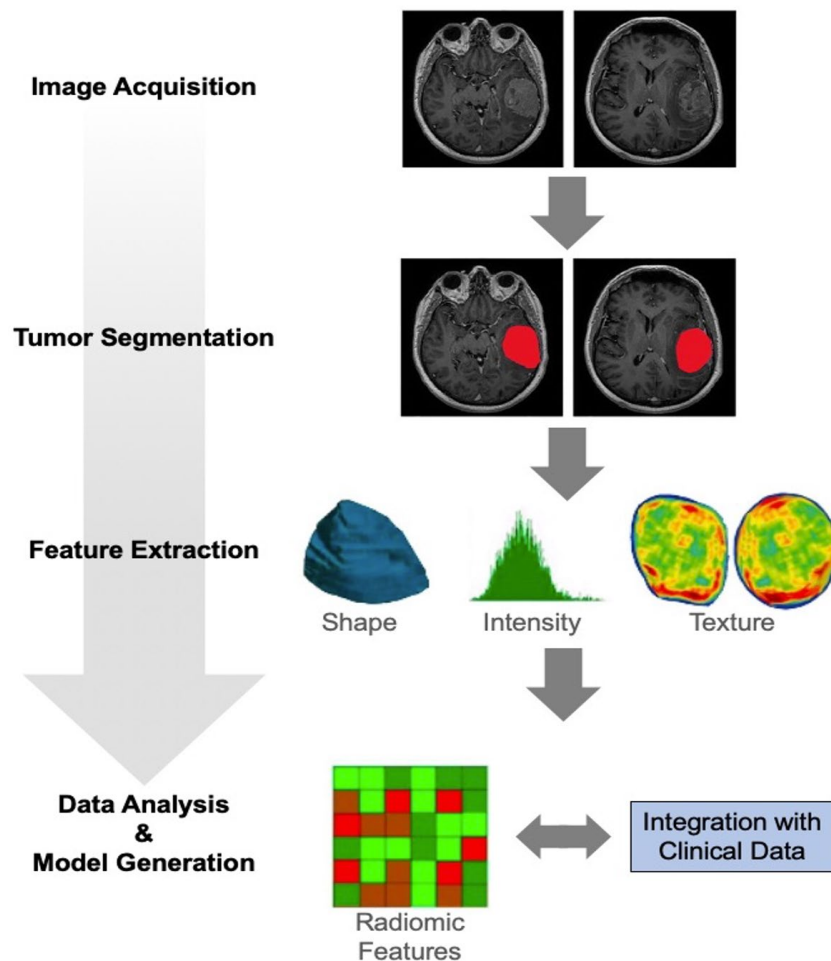 Image Acquisition
Tumor Segmentation
Feature Extraction
Shape
Intensity
Texture
Data Analysis
&
Model Generation
Radiomic
Features
Integration with
Clinical Data